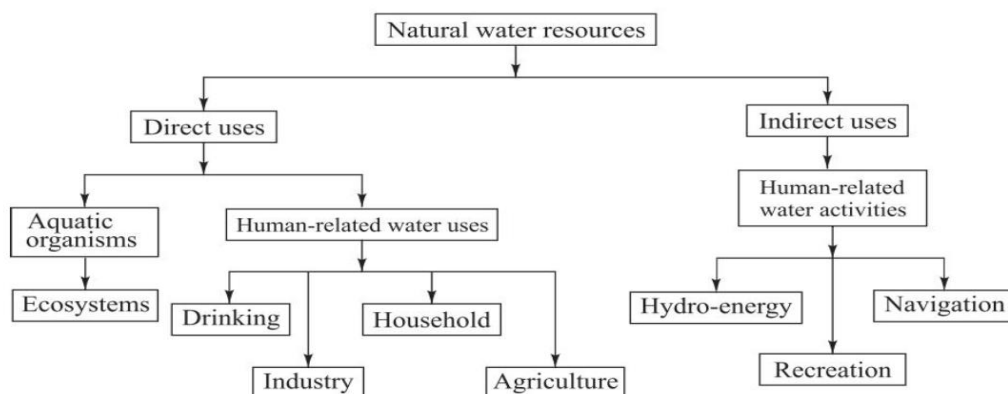 Natural water resources
Direct uses
Indirect uses
Aquatic
organisms
Human-related water uses
Human-related
water activities
Ecosystems
Drinking
Household
Hydro-energy
Navigation
Industry
Agriculture
Recreation